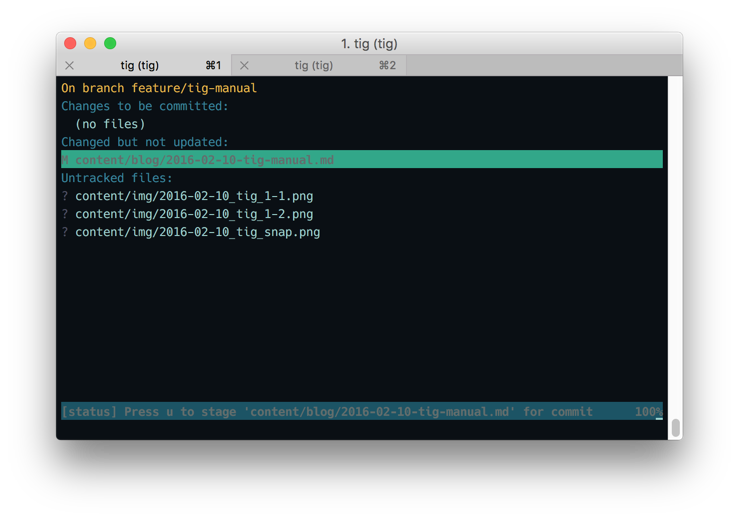 1. tig (tig)
tig (tig) ⌘1 tig (tig) ⌘2
On branch feature/tig-manual
Changes to be committed:
(no files)
Changed but not updated:
M content/blog/2016-02-10-tig-manual.md
Untracked files:
? content/img/2016-02-10_tig_1-1.png
? content/img/2016-02-10_tig_1-2.png
? content/img/2016-02-10_tig_snap.png
[status] Press u to stage 'content/blog/2016-02-10-tig-manual.md' for commit 100%